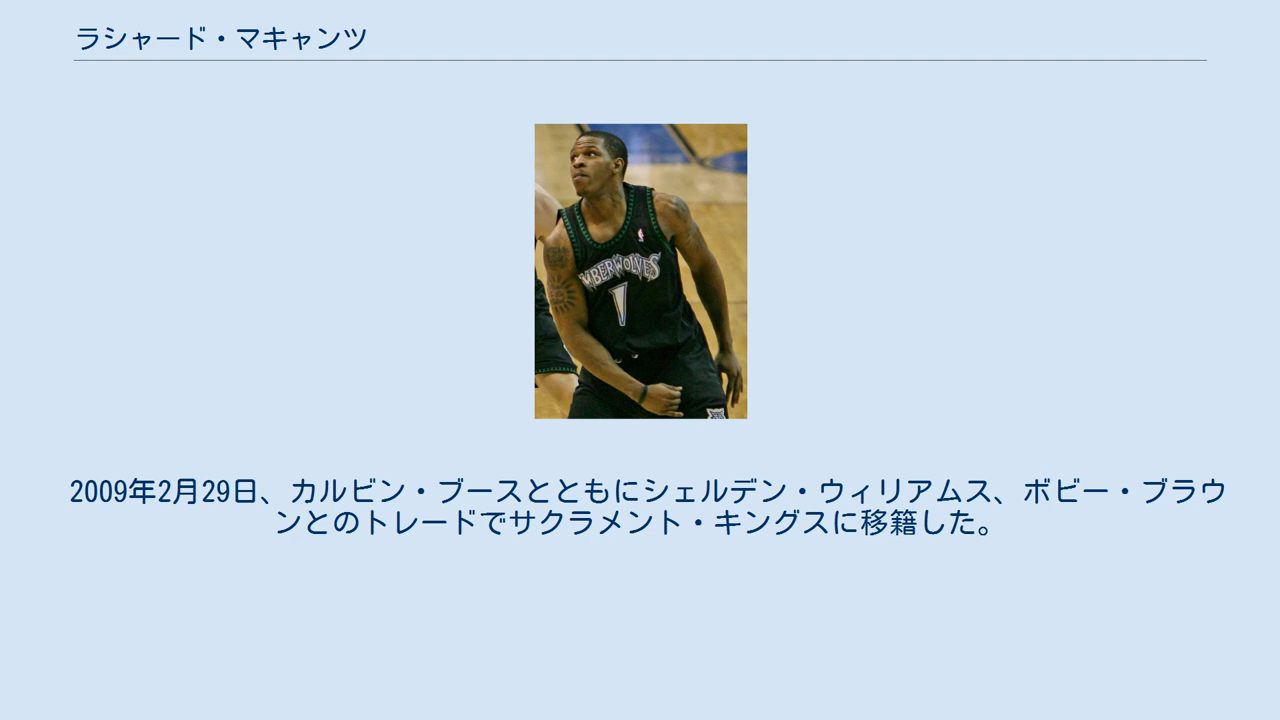 ラシャード・マキャンツ
MBERWOLVES
1
2009年2月29日、カルビン・ブースとともにシェルデン・ウィリアムス、ボビー・ブラウ
ンとのトレードでサクラメント・キングスに移籍した。